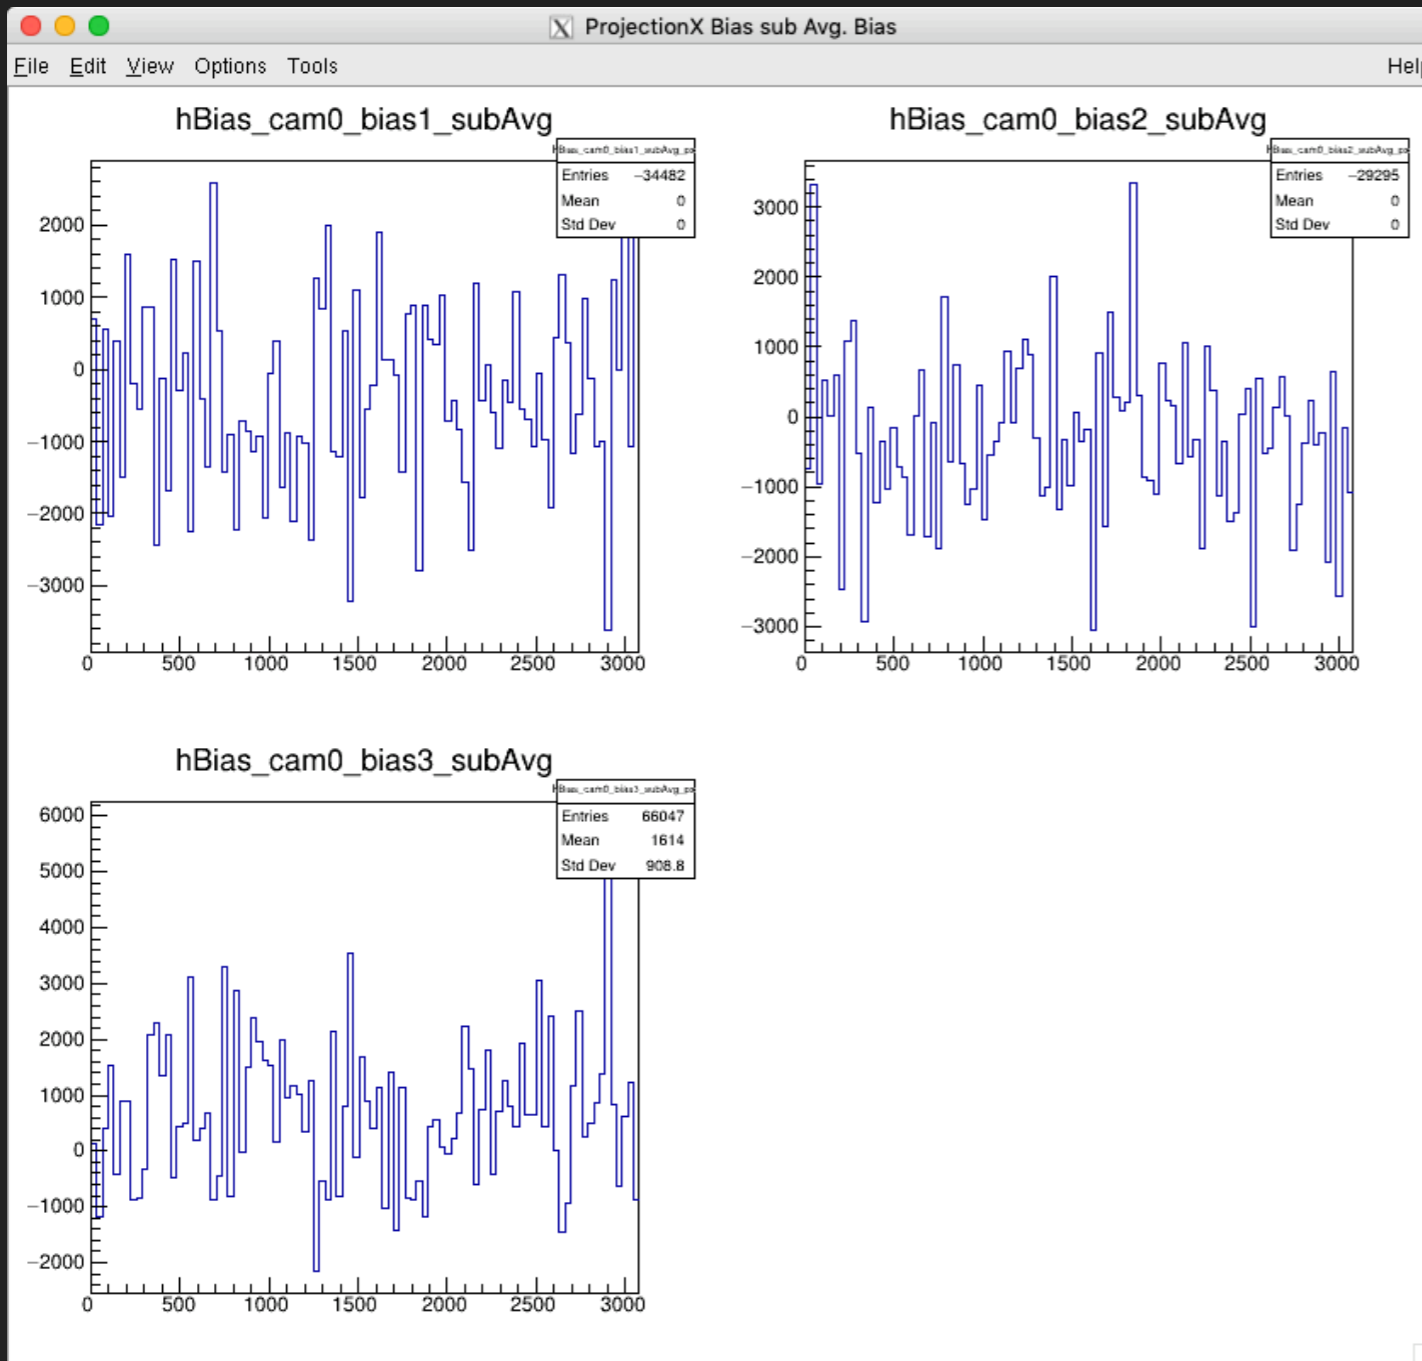 ProjectionX Bias sub Avg. Bias
File Edit View Options Tools
Help
hBias_cam0_bias1_subAvg
hBias_cam0_bias1_subAvg_px
Entries −34482
Mean 0
Std Dev 0
2000
1000
0
−1000
−2000
−3000
0 500 1000 1500 2000 2500 3000
hBias_cam0_bias2_subAvg
hBias_cam0_bias2_subAvg_px
Entries −29295
Mean 0
Std Dev 0
3000
2000
1000
0
−1000
−2000
−3000
0 500 1000 1500 2000 2500 3000
hBias_cam0_bias3_subAvg
hBias_cam0_bias3_subAvg_px
Entries 66047
Mean 1614
Std Dev 908.8
6000
5000
4000
3000
2000
1000
0
−1000
−2000
0 500 1000 1500 2000 2500 3000